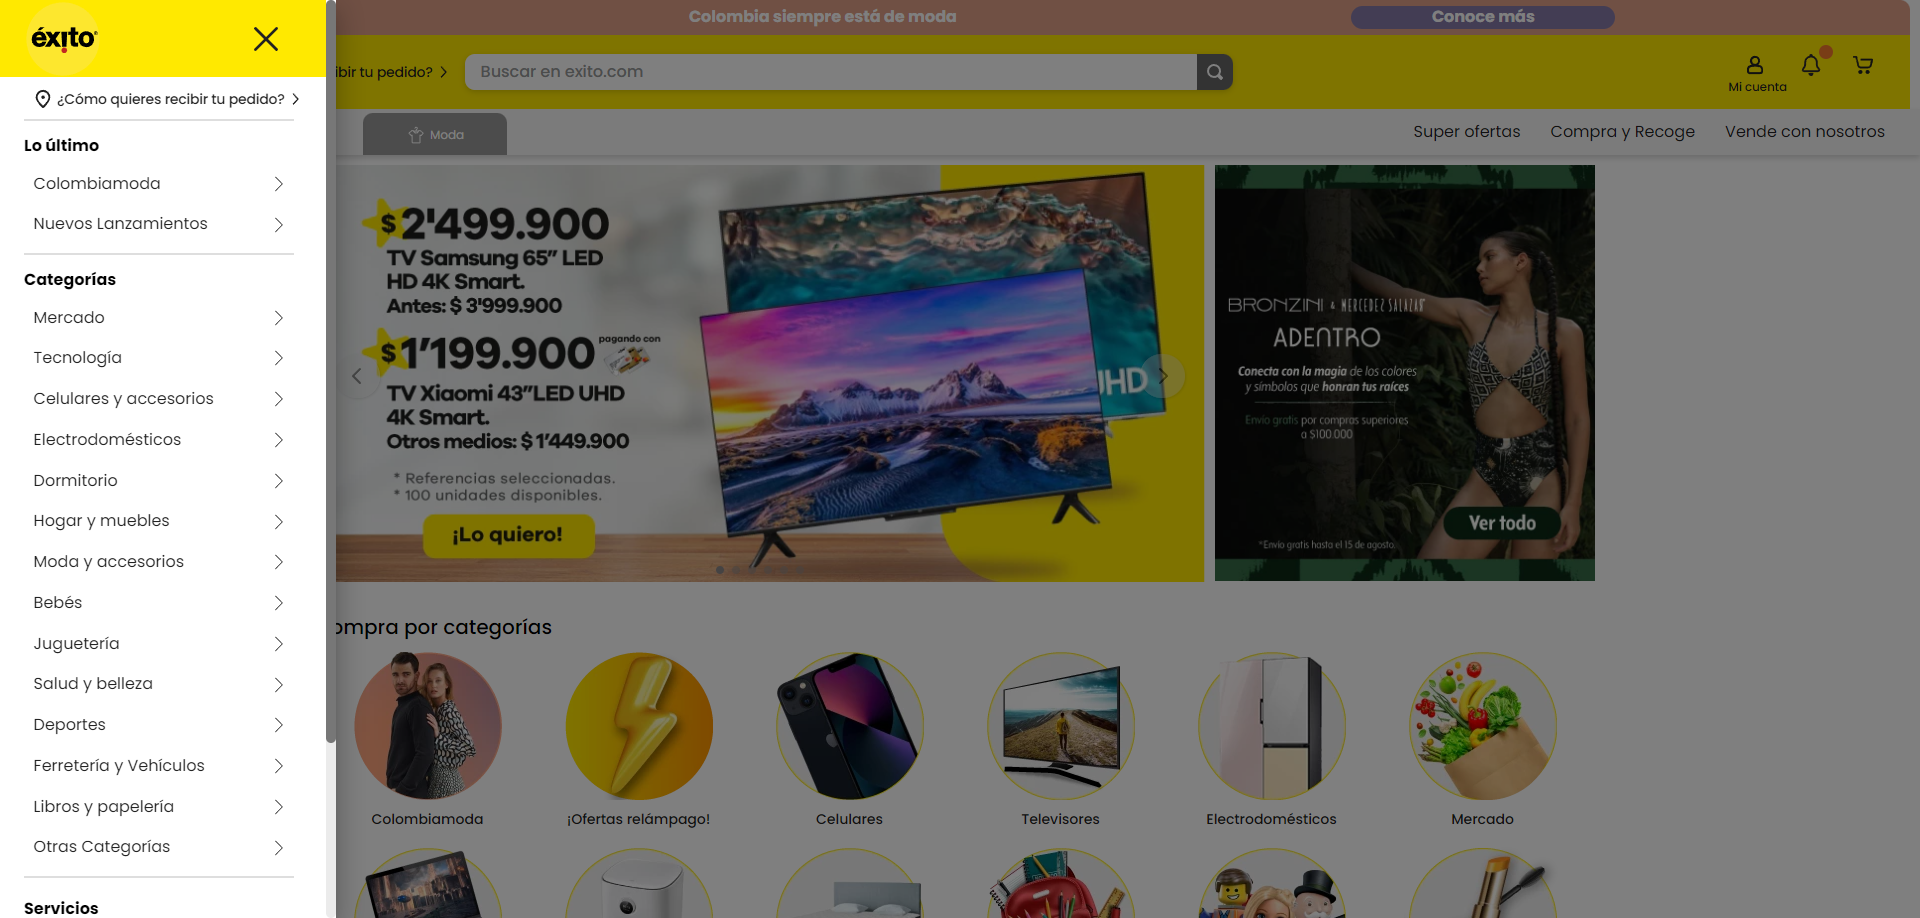 éxito
¿Cómo quieres recibir tu pedido?
Lo último
Colombiamoda
Nuevos Lanzamientos
Categorías
Mercado
Tecnología
Celulares y accesorios
Electrodomésticos
Dormitorio
Hogar y muebles
Moda y accesorios
Bebés
Juguetería
Salud y belleza
Deportes
Ferretería y Vehículos
Libros y papelería
Otras Categorías
Servicios
Colombia siempre está de moda
Conoce más
ibir tu pedido?
Buscar en exito.com
Mi cuenta
Moda
Super ofertas
Compra y Recoge
Vende con nosotros
$2'499.900
TV Samsung 65” LED
HD 4K Smart.
Antes: $ 3'999.900
$1’199.900
pagando con
TV Xiaomi 43”LED UHD
4K Smart.
Otros medios: $ 1’449.900
* Referencias seleccionadas.
* 100 unidades disponibles.
¡Lo quiero!
UHD
BRONZINI & MERCEDEZ SALAZAR
ADENTRO
Conecta con la magia de los colores
y símbolos que honran tus raíces
Envío gratis por compras superiores
a $100.000
Ver todo
*Envío gratis hasta el 15 de agosto.
ompra por categorías
Colombiamoda
¡Ofertas relámpago!
Celulares
Televisores
Electrodomésticos
Mercado